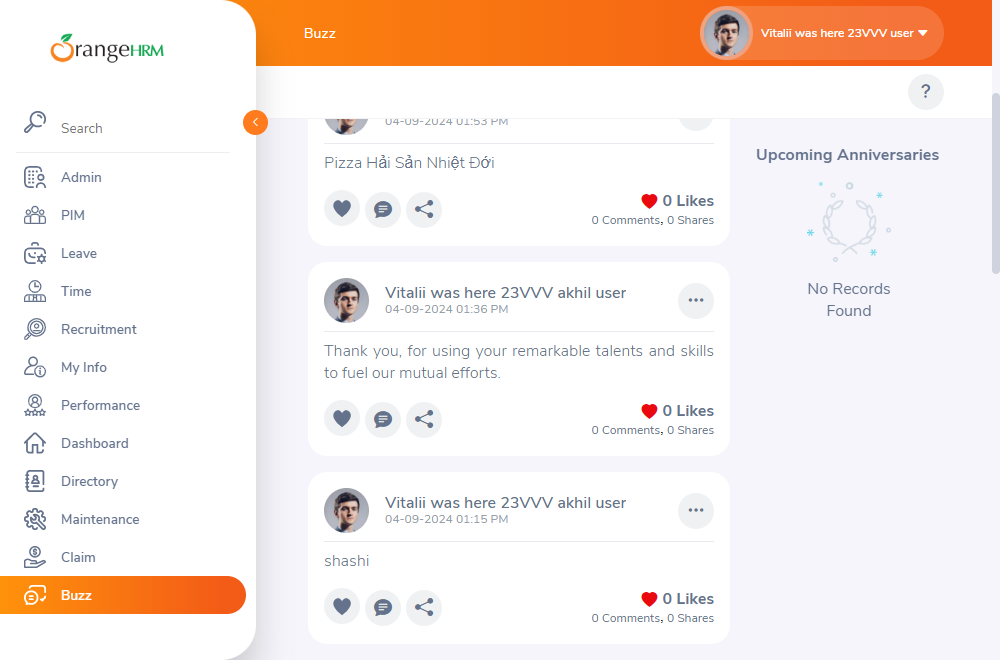 OrangeHRM
Search
Admin
PIM
Leave
Time
Recruitment
My Info
Performance
Dashboard
Directory
Maintenance
Claim
Buzz
Buzz
Vitalii was here 23VVV user
?
04-09-2024 01:53 PM
Pizza Hải Sản Nhiệt Đới
0 Likes
0 Comments, 0 Shares
Vitalii was here 23VVV akhil user
04-09-2024 01:36 PM
Thank you, for using your remarkable talents and skills
to fuel our mutual efforts.
0 Likes
0 Comments, 0 Shares
Vitalii was here 23VVV akhil user
04-09-2024 01:15 PM
shashi
0 Likes
0 Comments, 0 Shares
Upcoming Anniversaries
No Records
Found